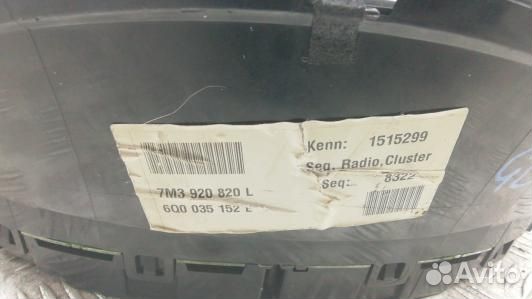 Kenn: 1515299
Seq. Radio, Cluster
Seq: 8322
7M3 920 820 L
6Q0 035 152 E
Avito